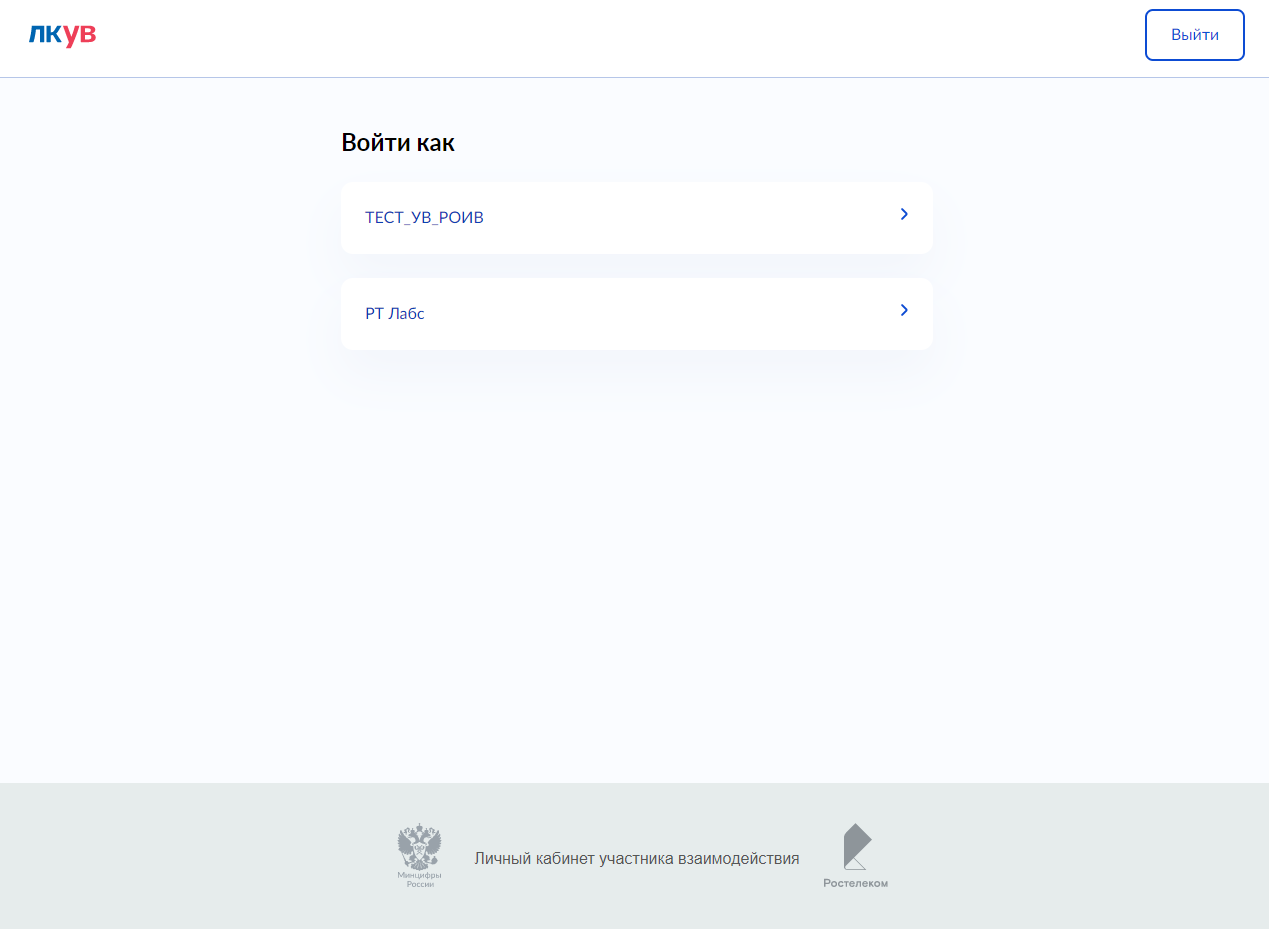 ЛКУВ
Выйти
Войти как
ТЕСТ_УВ_РОИВ
РТ Лабс
Минцифры
России
Личный кабинет участника взаимодействия
Ростелеком